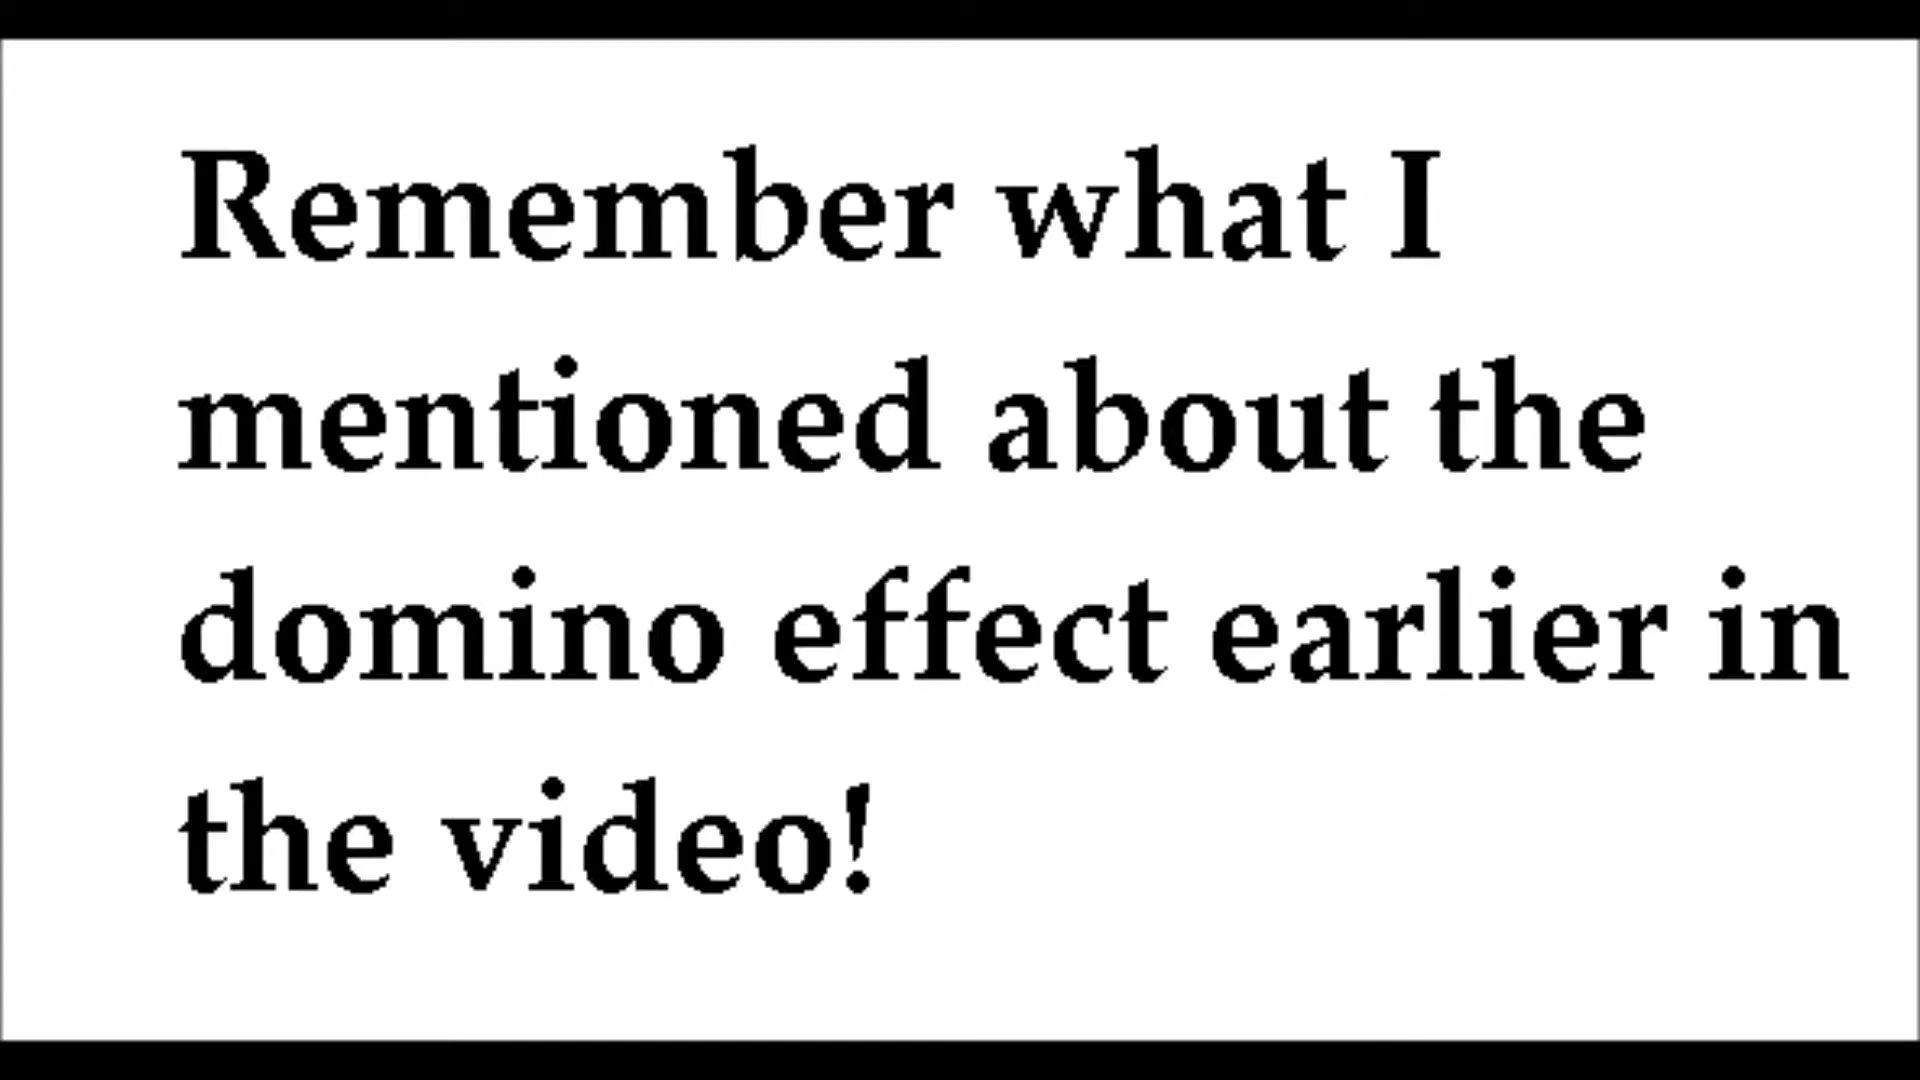 Remember what I
mentioned about the
domino effect earlier in
the video!